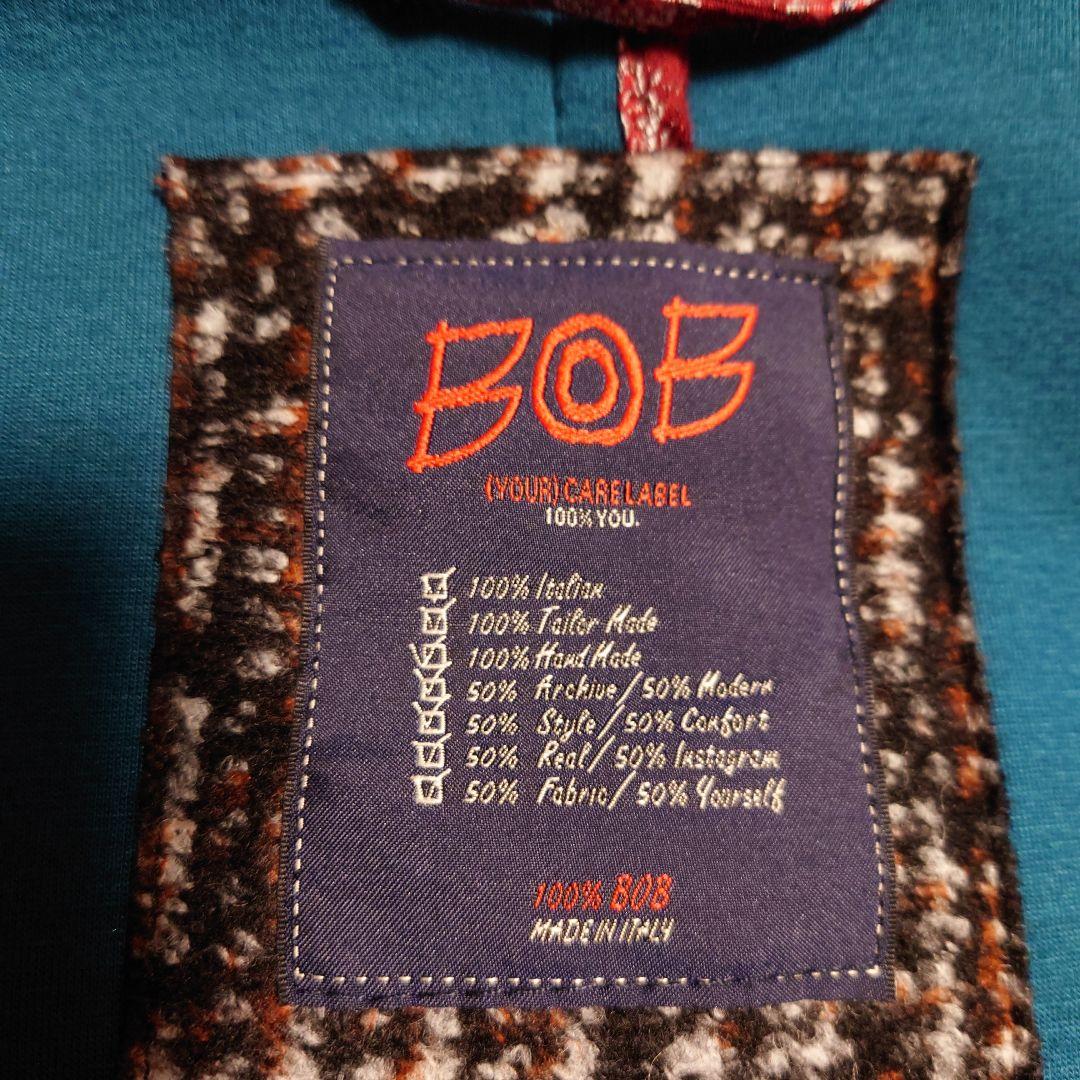 BOB
(YOUR) CARE LABEL
100% YOU.
100% Italian
100% Tailor Made
100% Hand Made
50% Archive / 50% Modern
50% Style / 50% Confort
50% Real / 50% Instagram
50% Fabric / 50% Yourself
100% BOB
MADE IN ITALY